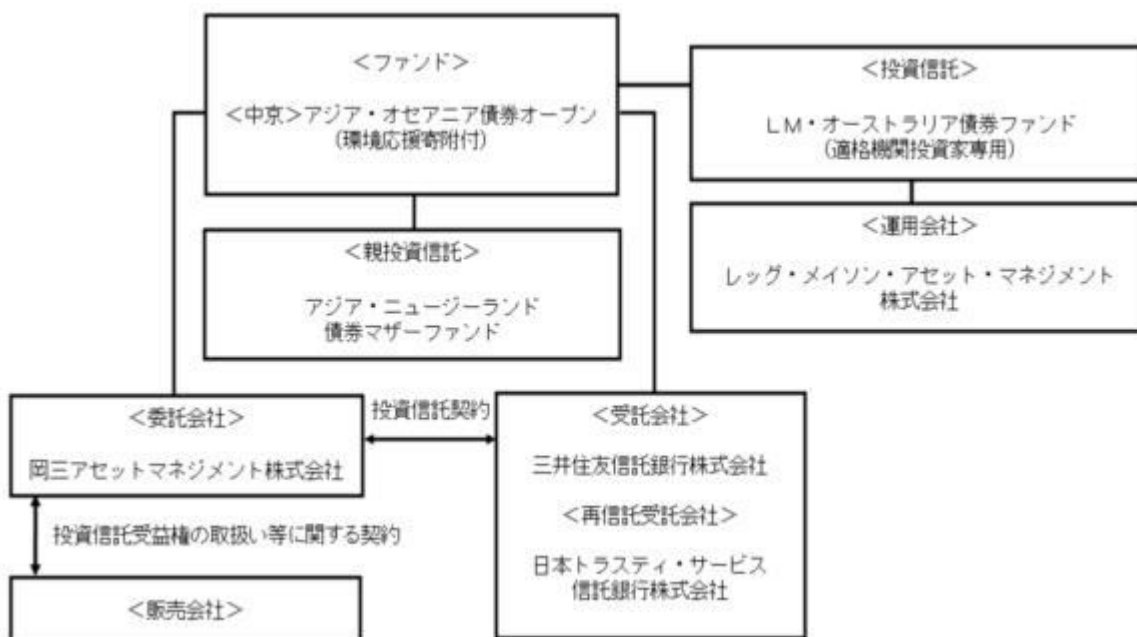 <ファンド>
<中京>アジア・オセアニア債券オープン
(環境応援寄附付)
<投資信託>
LM・オーストラリア債券ファンド
(適格機関投資家専用)
<運用会社>
レッグ・メイソン・アセット・マネジメント
株式会社
<親投資信託>
アジア・ニュージーランド
債券マザーファンド
<委託会社>
岡三アセットマネジメント株式会社
投資信託契約
<受託会社>
三井住友信託銀行株式会社
<再信託受託会社>
日本トラスティ・サービス
信託銀行株式会社
投資信託受益権の取扱い等に関する契約
<販売会社>